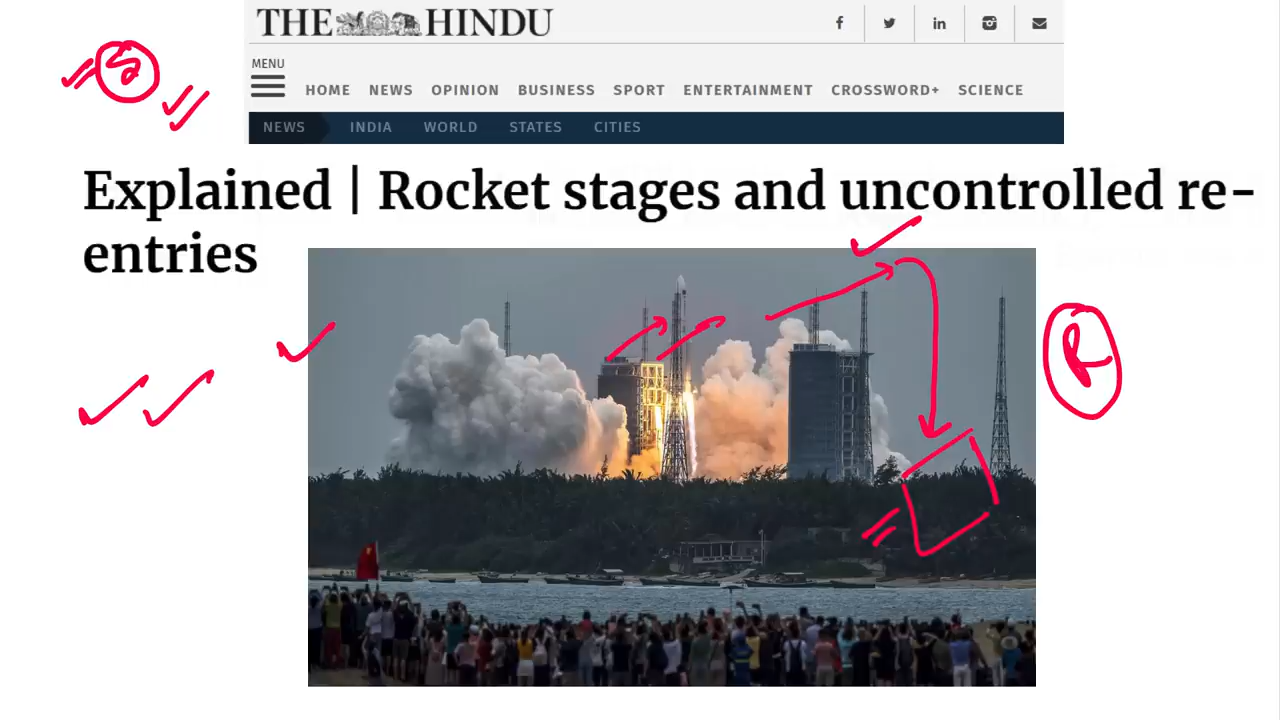 THE HINDU
MENU
HOME NEWS OPINION BUSINESS SPORT ENTERTAINMENT CROSSWORD+ SCIENCE
NEWS INDIA WORLD STATES CITIES
Explained | Rocket stages and uncontrolled re-
entries
R